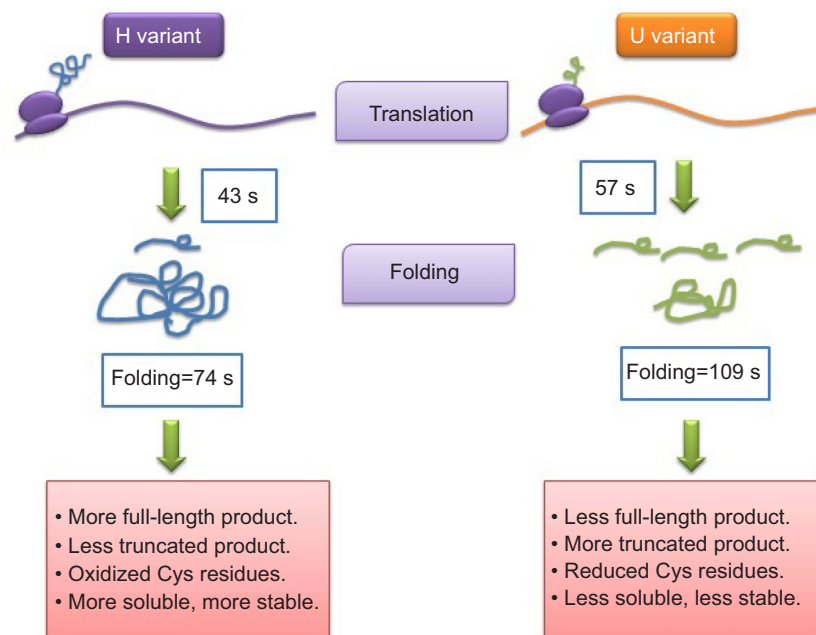 H variant
U variant
Translation
43 s
57 s
Folding
Folding=74 s
Folding=109 s
• More full-length product.
• Less truncated product.
• Oxidized Cys residues.
• More soluble, more stable.
• Less full-length product.
• More truncated product.
• Reduced Cys residues.
• Less soluble, less stable.